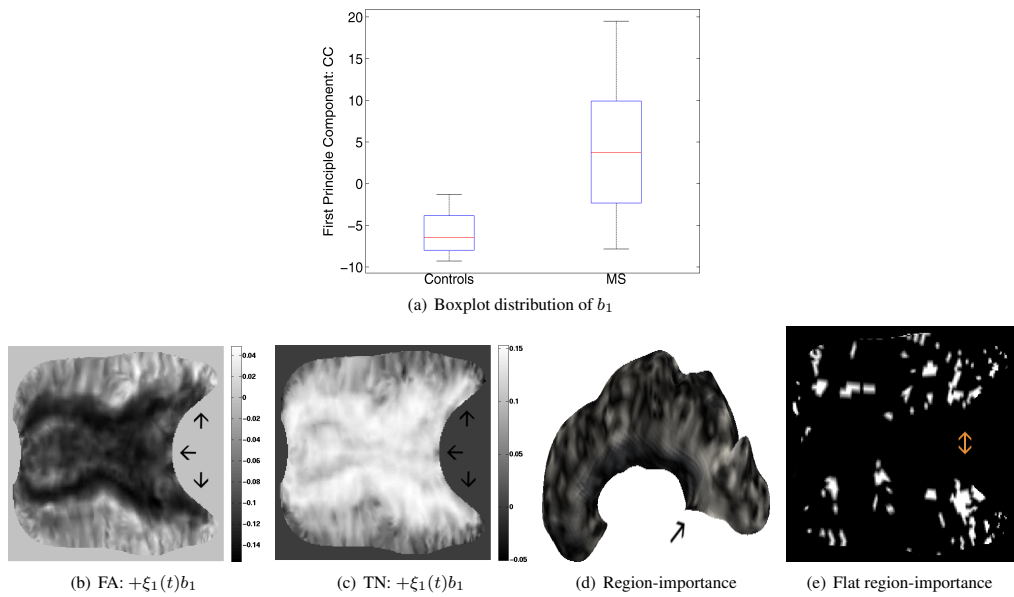 First Principle Component: CC
20
15
10
5
0
−5
−10
Controls
MS
(a) Boxplot distribution of b₁
0.04
0.02
0
−0.02
−0.04
−0.06
−0.08
−0.1
−0.12
−0.14
0.15
0.1
0.05
0
−0.05
(b) FA: +ξ₁(t)b₁
(c) TN: +ξ₁(t)b₁
(d) Region-importance
(e) Flat region-importance